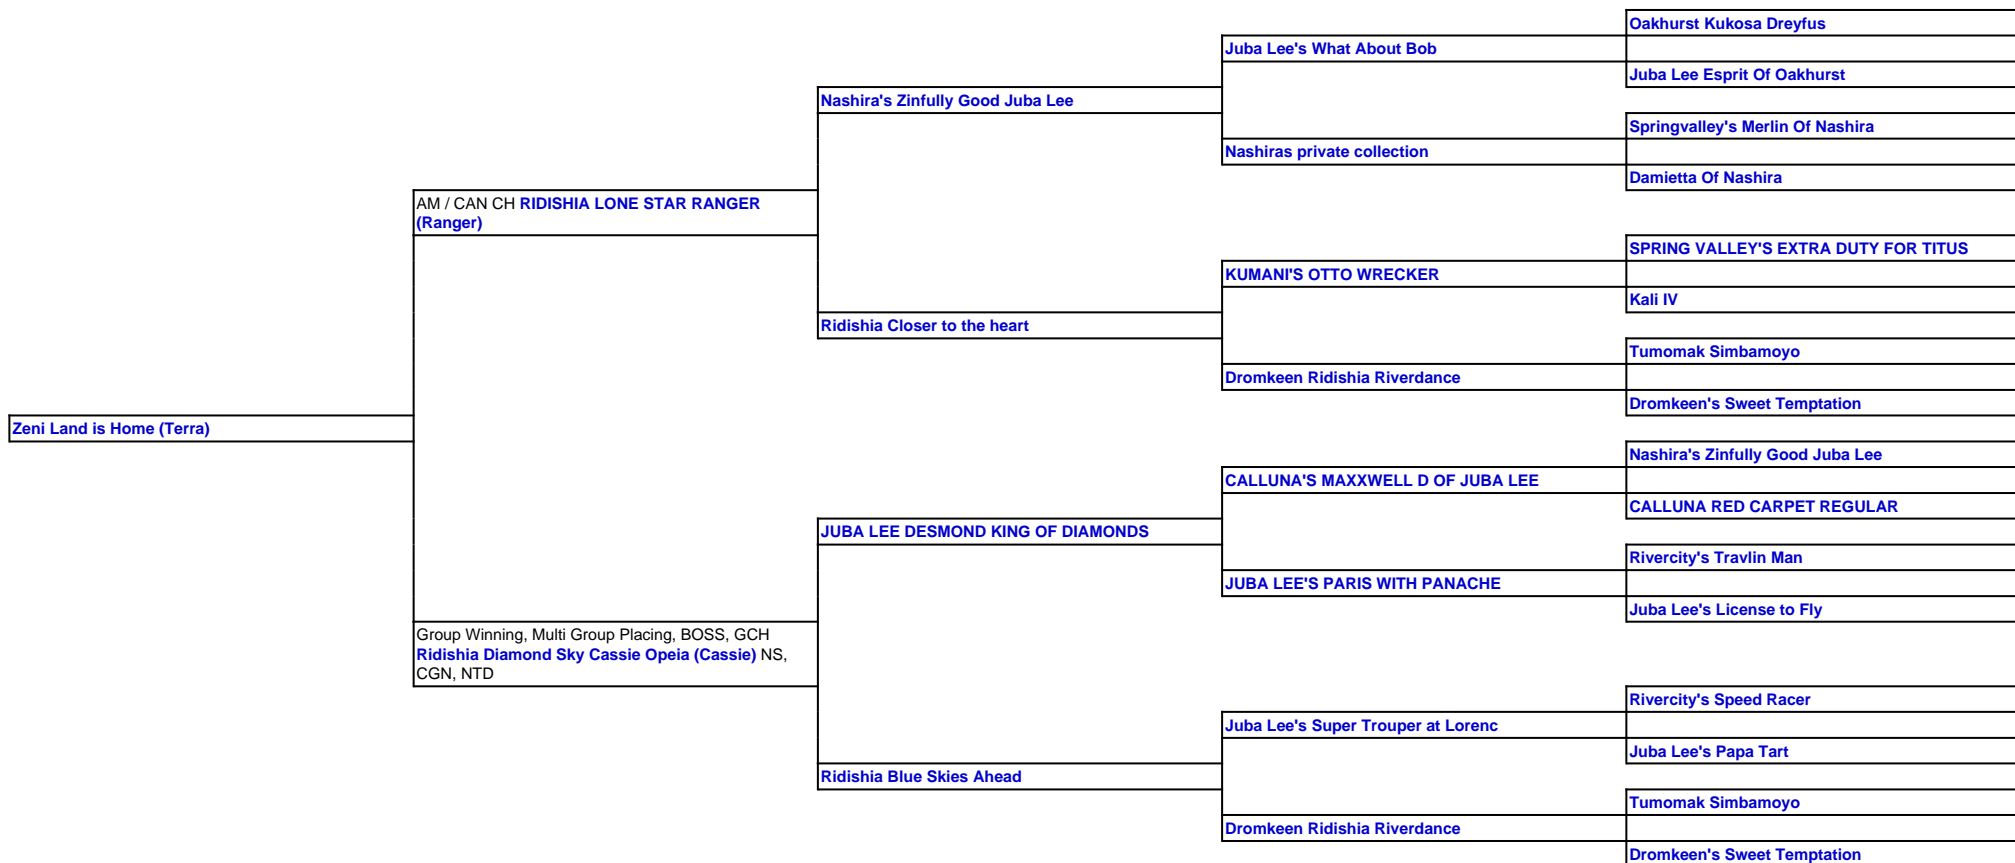 Oakhurst Kukosa Dreyfus
Juba Lee's What About Bob
Juba Lee Esprit Of Oakhurst
Nashira's Zinfully Good Juba Lee
Springvalley's Merlin Of Nashira
Nashiras private collection
Damietta Of Nashira
AM / CAN CH RIDISHIA LONE STAR RANGER
(Ranger)
SPRING VALLEY'S EXTRA DUTY FOR TITUS
KUMANI'S OTTO WRECKER
Kali IV
Ridishia Closer to the heart
Tumomak Simbamoyo
Dromkeen Ridishia Riverdance
Dromkeen's Sweet Temptation
Zeni Land is Home (Terra)
Nashira's Zinfully Good Juba Lee
CALLUNA'S MAXXWELL D OF JUBA LEE
CALLUNA RED CARPET REGULAR
JUBA LEE DESMOND KING OF DIAMONDS
Rivercity's Travlin Man
JUBA LEE'S PARIS WITH PANACHE
Juba Lee's License to Fly
Group Winning, Multi Group Placing, BOSS, GCH
Ridishia Diamond Sky Cassie Opeia (Cassie) NS,
CGN, NTD
Rivercity's Speed Racer
Juba Lee's Super Trouper at Lorenc
Juba Lee's Papa Tart
Ridishia Blue Skies Ahead
Tumomak Simbamoyo
Dromkeen Ridishia Riverdance
Dromkeen's Sweet Temptation